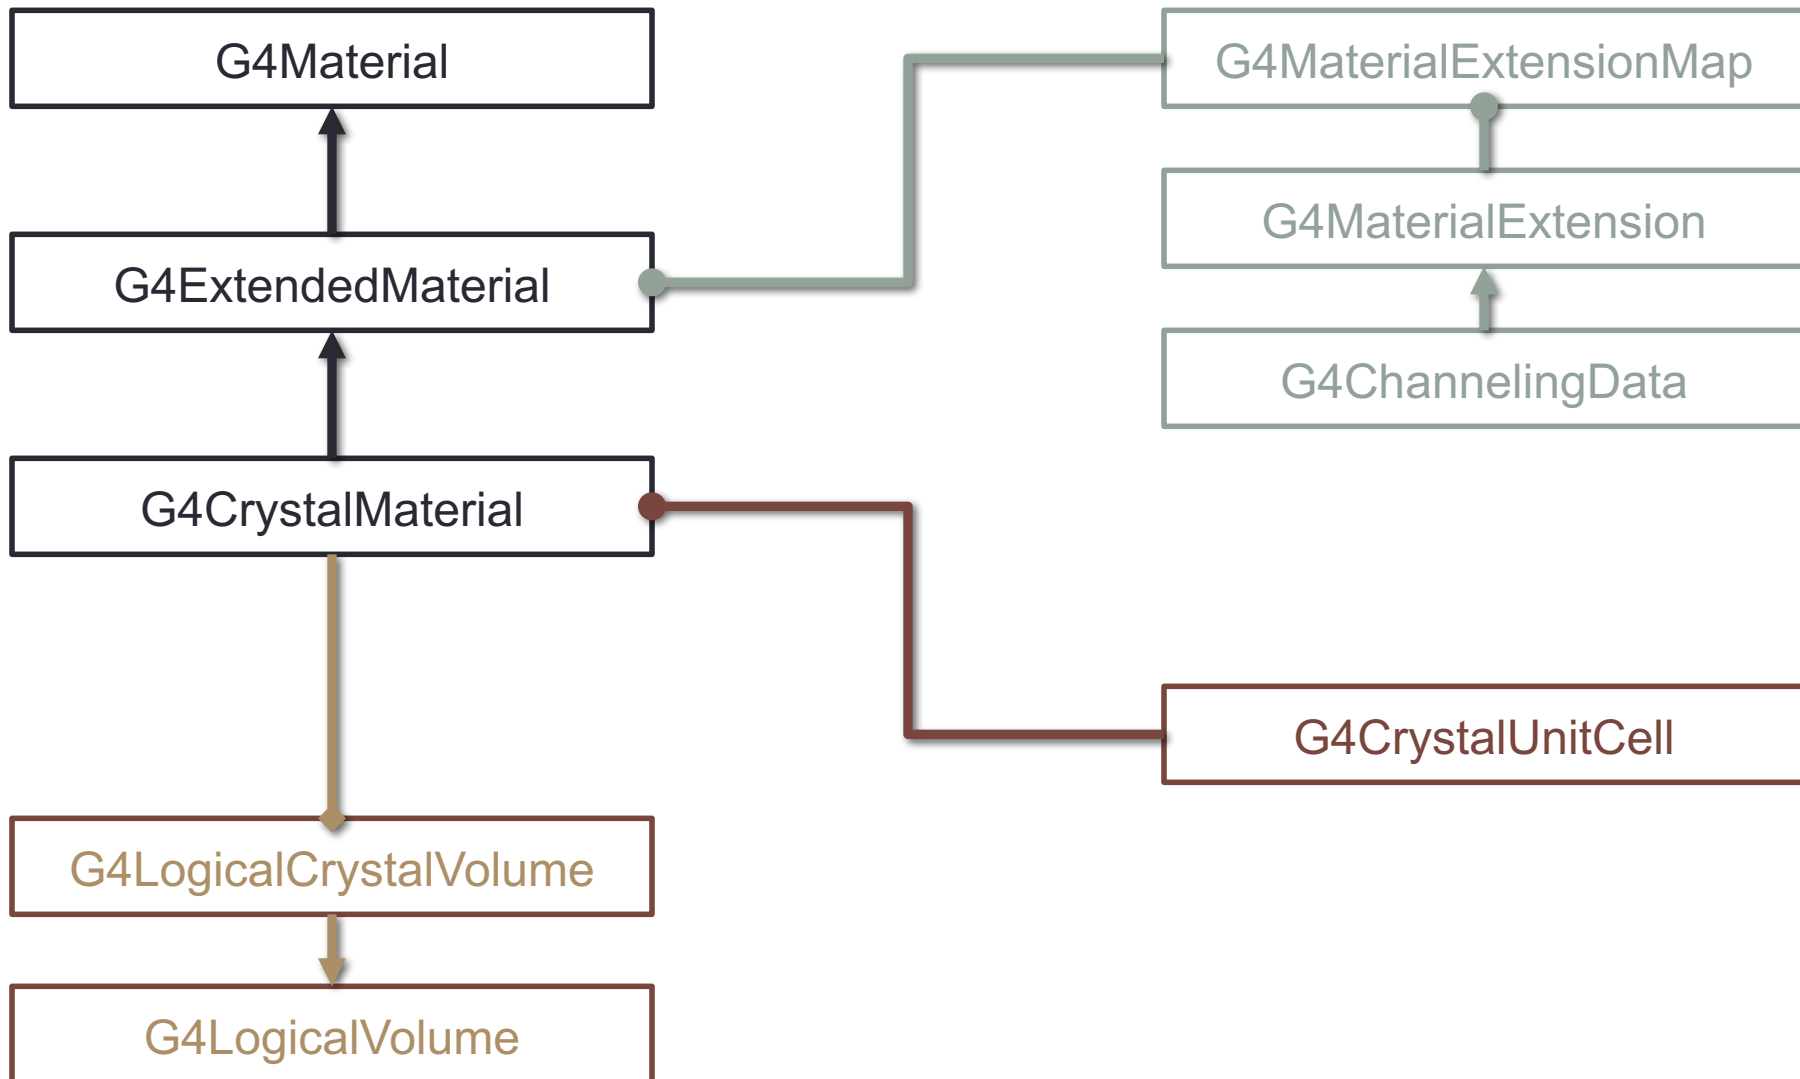 G4Material
G4MaterialExtensionMap
G4MaterialExtension
G4ExtendedMaterial
G4ChannelingData
G4CrystalMaterial
G4CrystalUnitCell
G4LogicalCrystalVolume
G4LogicalVolume